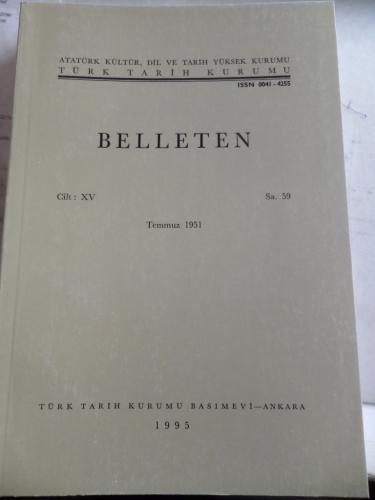 ATATÜRK KÜLTÜR, DİL VE TARİH YÜKSEK KURUMU
TÜRK TARİH KURUMU
ISSN 0041-4255
BELLETEN
Cilt : XV Sa. 59
Temmuz 1951
TÜRK TARİH KURUMU BASIMEVİ—ANKARA
1995